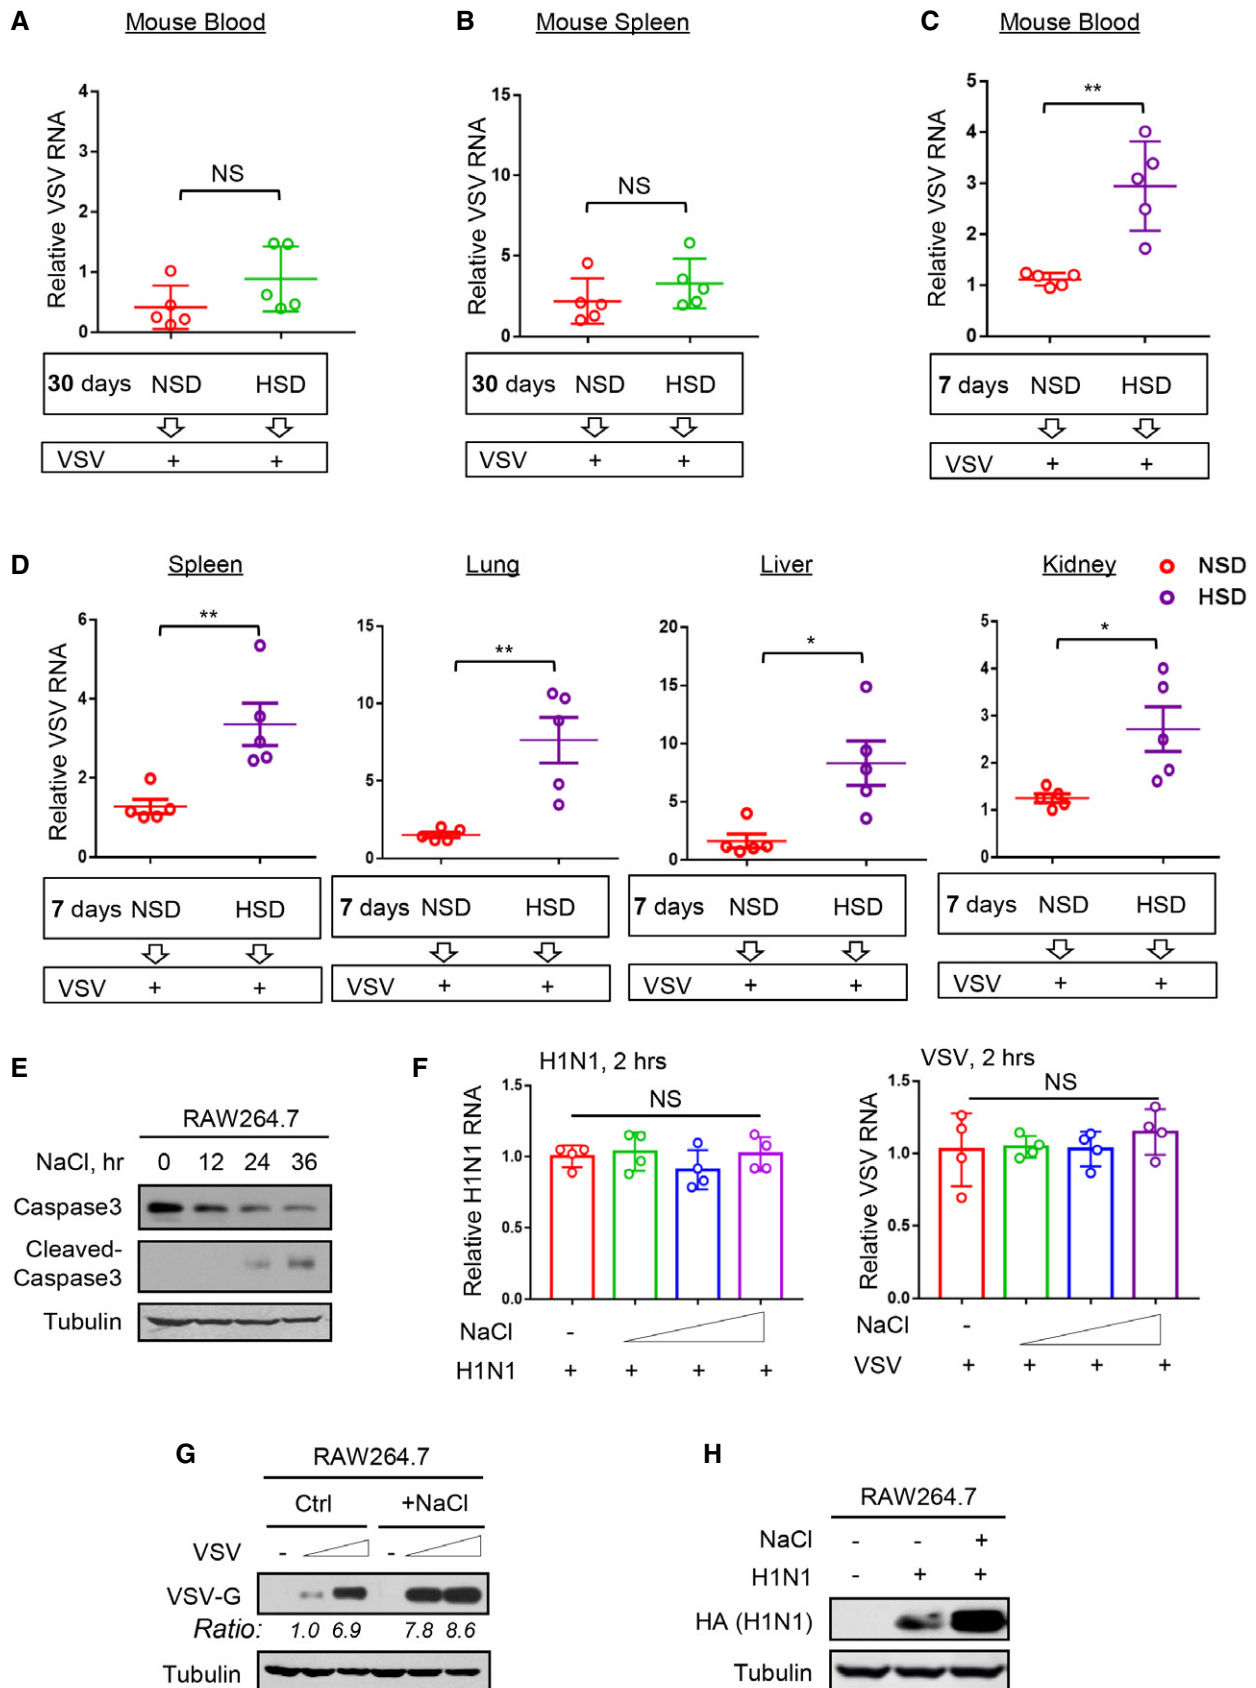 A
Mouse Blood
Relative VSV RNA
4
3
2
1
0
NS
30 days NSD HSD
VSV + +
B
Mouse Spleen
Relative VSV RNA
15
10
5
0
NS
30 days NSD HSD
VSV + +
C
Mouse Blood
Relative VSV RNA
5
4
3
2
1
0
**
7 days NSD HSD
VSV + +
D
Spleen
Relative VSV RNA
6
4
2
0
**
7 days NSD HSD
VSV + +
Lung
15
10
5
0
**
7 days NSD HSD
VSV + +
Liver
20
15
10
5
0
*
7 days NSD HSD
VSV + +
Kidney
5
4
3
2
1
0
*
7 days NSD HSD
VSV + +
NSD
HSD
E
RAW264.7
NaCl, hr 0 12 24 36
Caspase3
Cleaved-
Caspase3
Tubulin
F
H1N1, 2 hrs
Relative H1N1 RNA
1.5
1.0
0.5
0.0
NS
NaCl -
H1N1 + + + +
VSV, 2 hrs
Relative VSV RNA
1.5
1.0
0.5
0.0
NS
NaCl -
VSV + + + +
G
RAW264.7
Ctrl +NaCl
VSV - -
VSV-G
Ratio: 1.0 6.9 7.8 8.6
Tubulin
H
RAW264.7
NaCl - - +
H1N1 - + +
HA (H1N1)
Tubulin